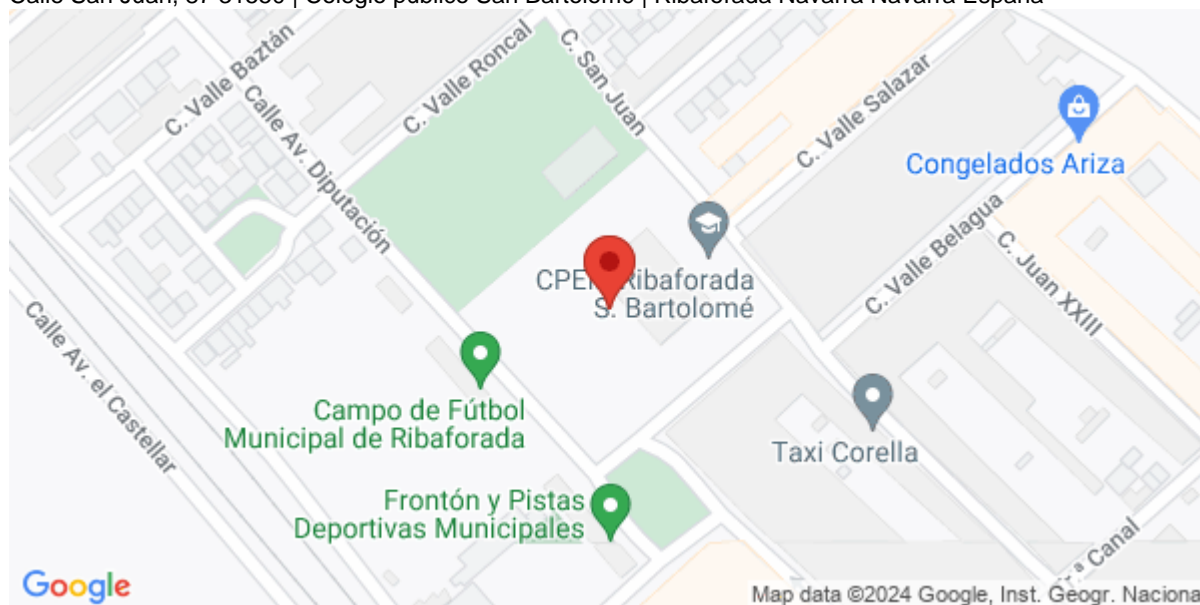 C. Valle Baztán
Calle Av. Diputación
C. Valle Roncal
C. San Juan
C. Valle Salazar
Congelados Ariza
C. Valle Belagua
C. Juan XXIII
Ribaforada
S. Bartolomé
Calle Av. el Castellar
Campo de Fútbol
Municipal de Ribaforada
Taxi Corella
Frontón y Pistas
Deportivas Municipales
Canal
Google
Map data ©2024 Google, Inst. Geogr. Naciona